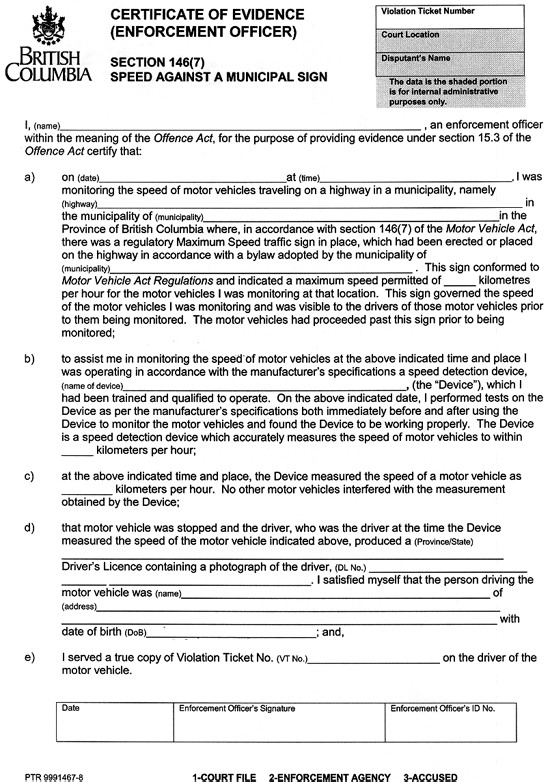 BRITISH
COLUMBIA
CERTIFICATE OF EVIDENCE
(ENFORCEMENT OFFICER)
SECTION 146(7)
SPEED AGAINST A MUNICIPAL SIGN
Violation Ticket Number
Court Location
Disputant's Name
The data is the shaded portion
is for internal administrative
purposes only.
I, (name) , an enforcement officer
within the meaning of the Offence Act, for the purpose of providing evidence under section 15.3 of the
Offence Act certify that:
a) on (date) at (time) , I was
monitoring the speed of motor vehicles traveling on a highway in a municipality, namely
(highway) in
the municipality of (municipality) in the
Province of British Columbia where, in accordance with section 146(7) of the Motor Vehicle Act,
there was a regulatory Maximum Speed traffic sign in place, which had been erected or placed
on the highway in accordance with a bylaw adopted by the municipality of
(municipality) . This sign conformed to
Motor Vehicle Act Regulations and indicated a maximum speed permitted of ______ kilometres
per hour for the motor vehicles I was monitoring at that location. This sign governed the speed
of the motor vehicles I was monitoring and was visible to the drivers of those motor vehicles prior
to them being monitored. The motor vehicles had proceeded past this sign prior to being
monitored;
b) to assist me in monitoring the speed of motor vehicles at the above indicated time and place I
was operating in accordance with the manufacturer's specifications a speed detection device,
(name of device) , (the "Device"), which I
had been trained and qualified to operate. On the above indicated date, I performed tests on
the Device as per the manufacturer's specifications both immediately before and after using the
Device to monitor the motor vehicles and found the Device to be working properly. The Device
is a speed detection device which accurately measures the speed of motor vehicles to within
______ kilometers per hour;
c) at the above indicated time and place, the Device measured the speed of a motor vehicle as
______ kilometers per hour. No other motor vehicles interfered with the measurement
obtained by the Device;
d) that motor vehicle was stopped and the driver, who was the driver at the time the Device
measured the speed of the motor vehicle indicated above, produced a (Province/State)
Driver's Licence containing a photograph of the driver, (DL No.)
. I satisfied myself that the person driving the
motor vehicle was (name) of
(address)
with
date of birth (DoB) ; and,
e) I served a true copy of Violation Ticket No. (VT No.) on the driver of the
motor vehicle.
Date
Enforcement Officer's Signature
Enforcement Officer's ID No.
PTR 9991467-8
1-COURT FILE 2-ENFORCEMENT AGENCY 3-ACCUSED